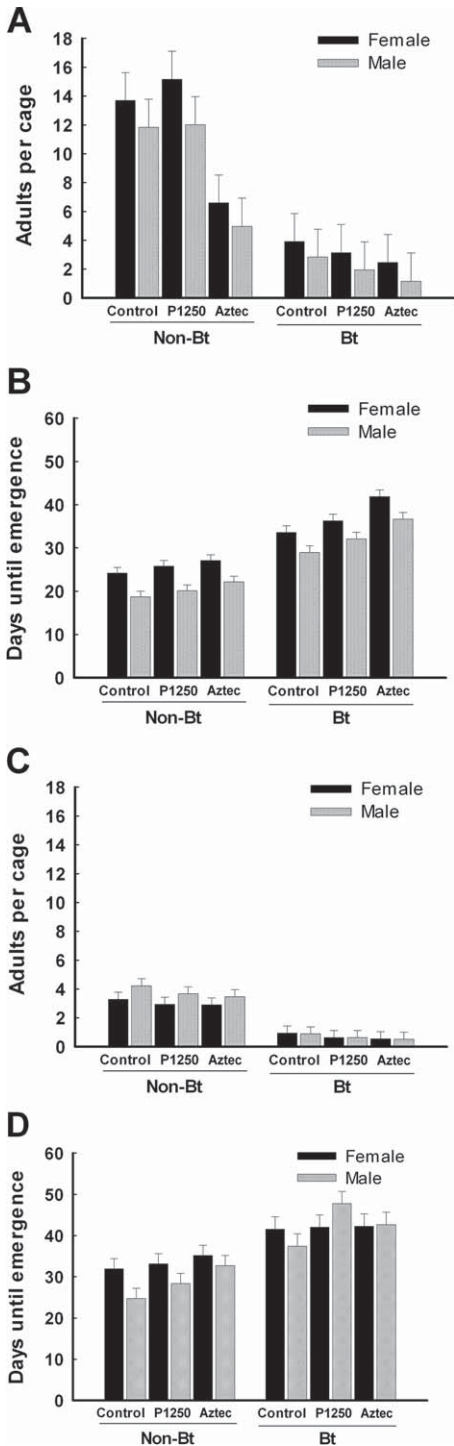 A
18
16
14
12
10
8
6
4
2
0
Adults per cage
Female
Male
Control P1250 Aztec Control P1250 Aztec
Non-Bt Bt
B
60
50
40
30
20
10
0
Days until emergence
Female
Male
Control P1250 Aztec Control P1250 Aztec
Non-Bt Bt
C
18
16
14
12
10
8
6
4
2
0
Adults per cage
Female
Male
Control P1250 Aztec Control P1250 Aztec
Non-Bt Bt
D
60
50
40
30
20
10
0
Days until emergence
Female
Male
Control P1250 Aztec Control P1250 Aztec
Non-Bt Bt